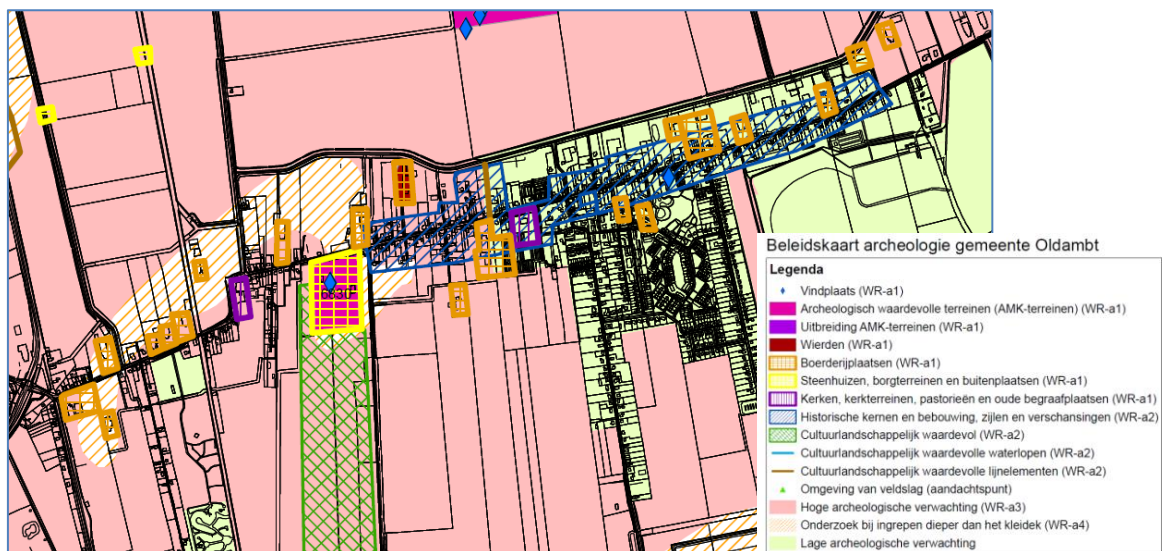 Beleidskaart archeologie gemeente Oldambt
Legenda
Vindplaats (WR-a1)
Archeologisch waardevolle terreinen (AMK-terreinen) (WR-a1)
Uitbreiding AMK-terreinen (WR-a1)
Wierden (WR-a1)
Boerderijplaatsen (WR-a1)
Steenhuizen, borgterreinen en buitenplaatsen (WR-a1)
Kerken, kerkterreinen, pastorieën en oude begraafplaatsen (WR-a1)
Historische kernen en bebouwing, zijlen en verschansingen (WR-a2)
Cultuurlandschappelijk waardevol (WR-a2)
Cultuurlandschappelijk waardevolle waterlopen (WR-a2)
Cultuurlandschappelijk waardevolle lijnelementen (WR-a2)
Omgeving van veldslag (aandachtspunt)
Hoge archeologische verwachting (WR-a3)
Onderzoek bij ingrepen dieper dan het kleidek (WR-a4)
Lage archeologische verwachting